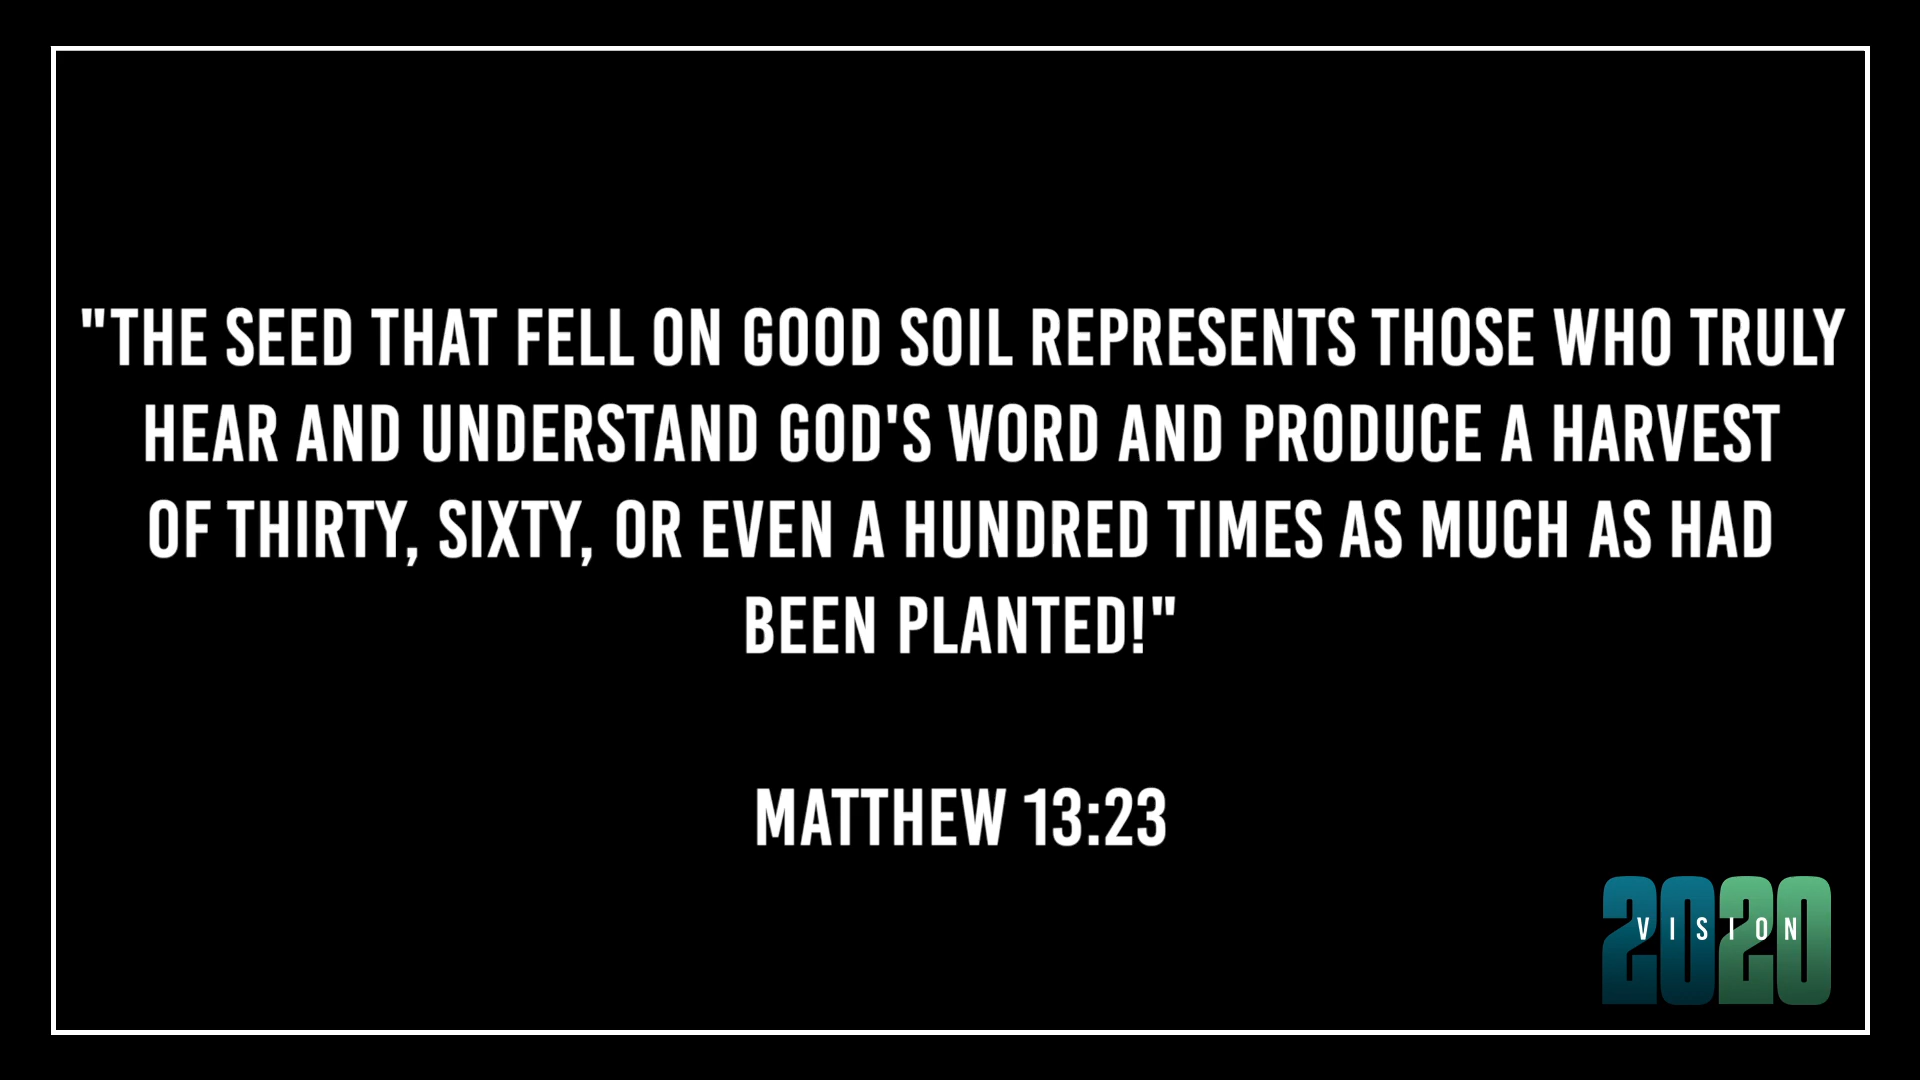 "THE SEED THAT FELL ON GOOD SOIL REPRESENTS THOSE WHO TRULY
HEAR AND UNDERSTAND GOD'S WORD AND PRODUCE A HARVEST
OF THIRTY, SIXTY, OR EVEN A HUNDRED TIMES AS MUCH AS HAD
BEEN PLANTED!"
MATTHEW 13:23
2020
VISION